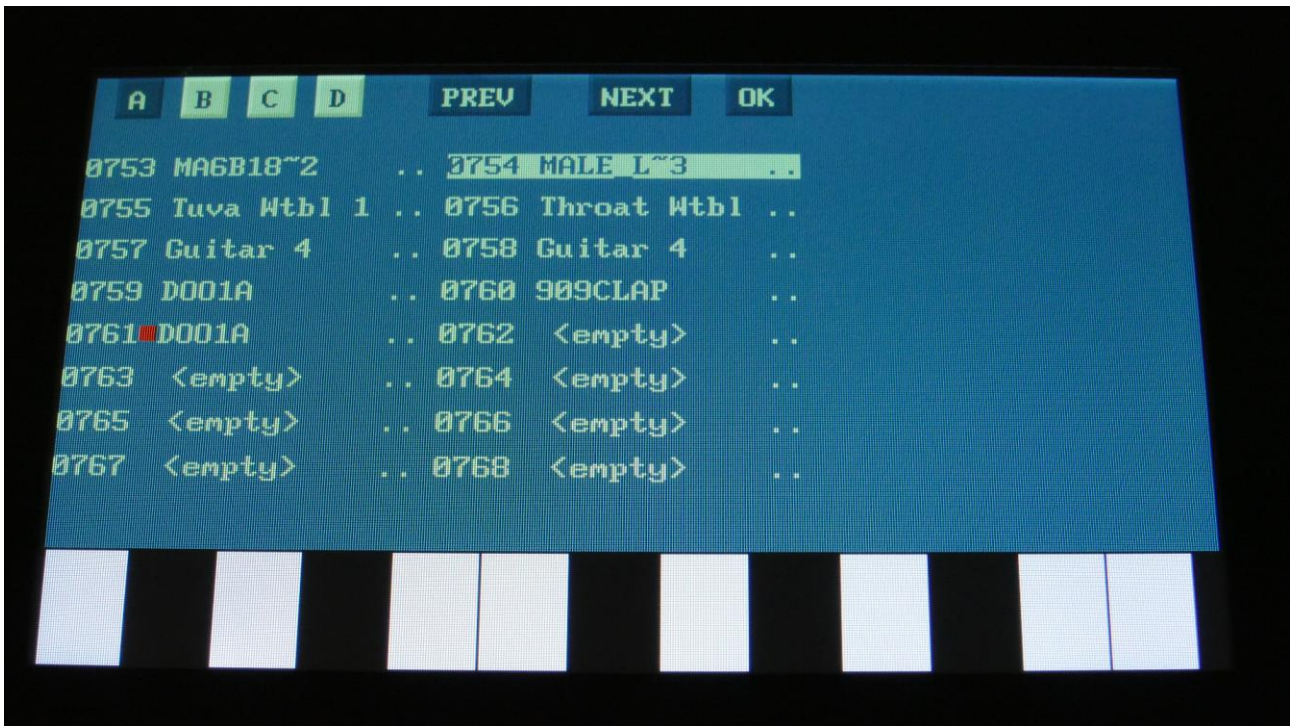 A B C D PREV NEXT OK
0753 MA6B18~2 .. 0754 MALE_L~3 ..
0755 Tuva Wtbl 1 .. 0756 Throat Wtbl ..
0757 Guitar 4 .. 0758 Guitar 4 ..
0759 DOO1A .. 0760 909CLAP ..
0761 DOO1A .. 0762 <empty> ..
0763 <empty> .. 0764 <empty> ..
0765 <empty> .. 0766 <empty> ..
0767 <empty> .. 0768 <empty> ..